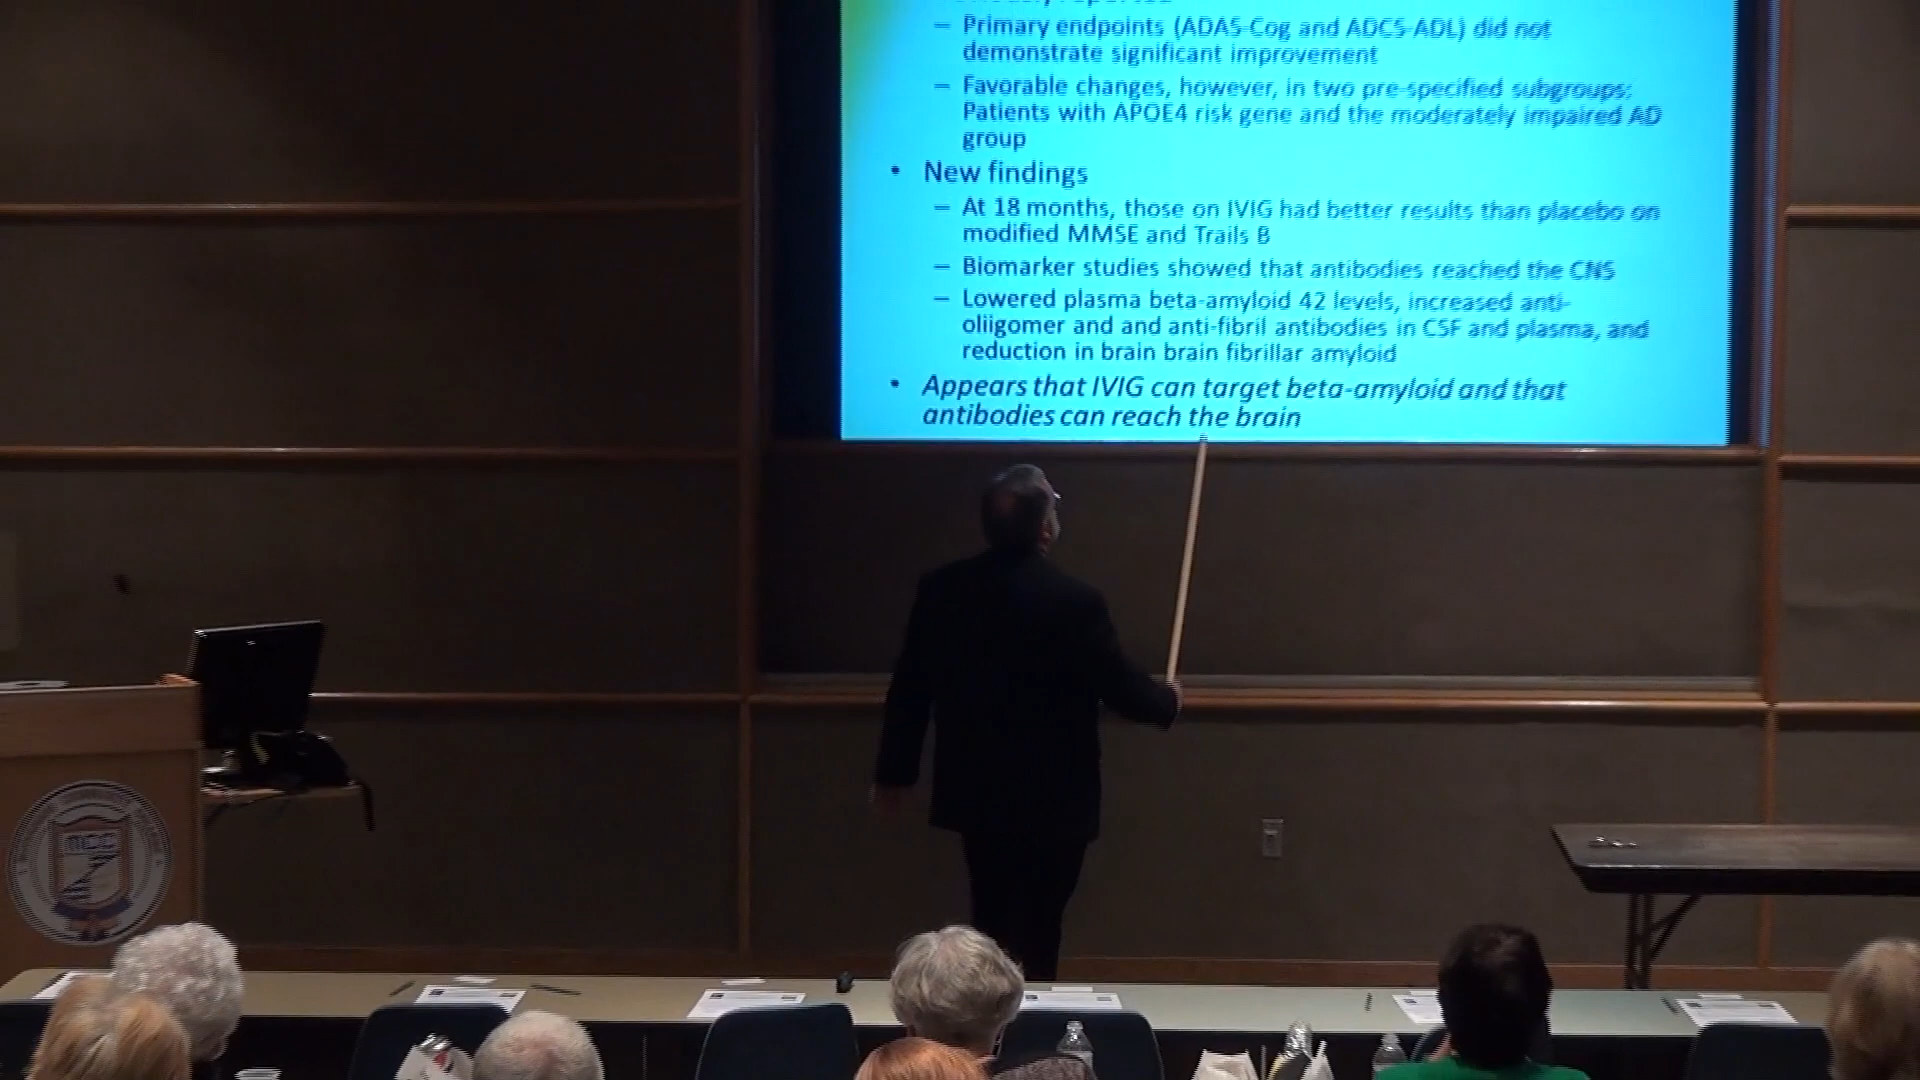 – Primary endpoints (ADAS-Cog and ADCS-ADL) did not
demonstrate significant improvement
– Favorable changes, however, in two pre-specified subgroups:
Patients with APOE4 risk gene and the moderately impaired AD
group
• New findings
– At 18 months, those on IVIG had better results than placebo on
modified MMSE and Trails B
– Biomarker studies showed that antibodies reached the CNS
– Lowered plasma beta-amyloid 42 levels, increased anti-
oliigomer and and anti-fibril antibodies in CSF and plasma, and
reduction in brain brain fibrillar amyloid
• Appears that IVIG can target beta-amyloid and that
antibodies can reach the brain
MCC